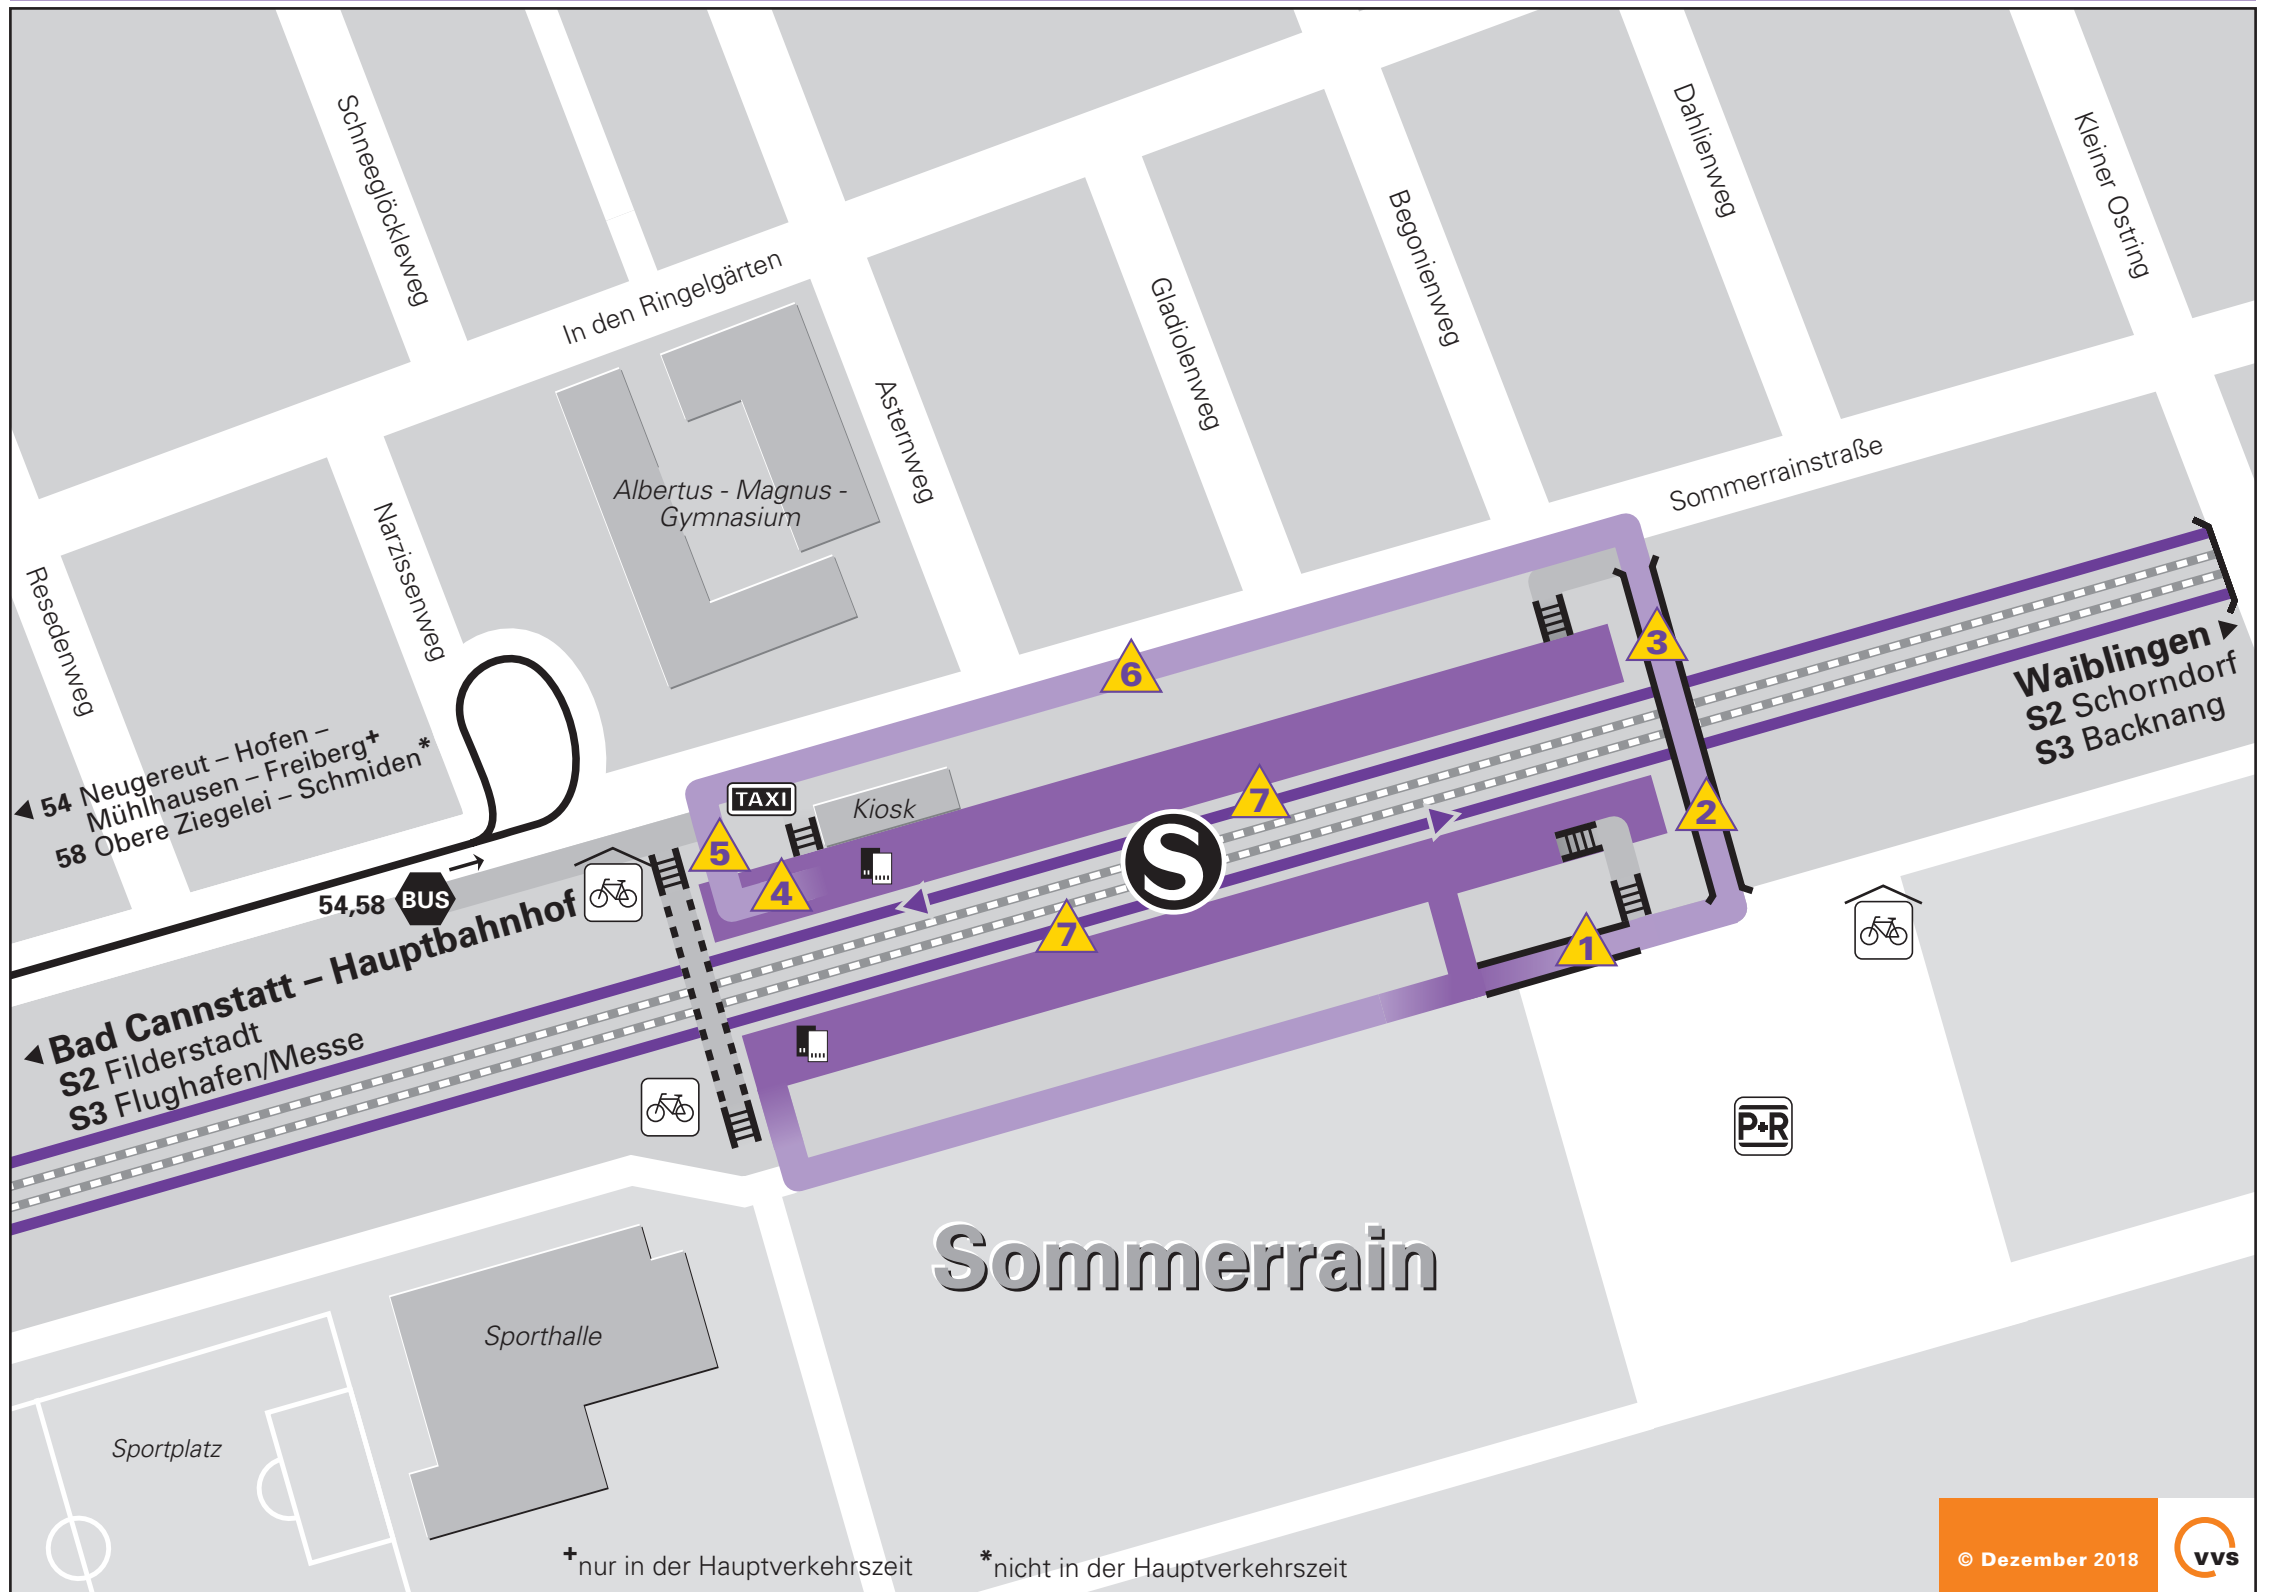 Schneeglöckleweg
In den Ringelgärten
Asternweg
Gladiolenweg
Begonienweg
Dahlienweg
Kleiner Ostring
Sommerrainstraße
Albertus - Magnus -
Gymnasium
Narzissenweg
Resedenweg
54 Neugereut – Hofen –
Mühlhausen – Freiberg+
58 Obere Ziegelei – Schmiden*
54,58 BUS
TAXI
Kiosk
6
3
5
4
7
7
2
1
S
Waiblingen
S2 Schorndorf
S3 Backnang
Bad Cannstatt – Hauptbahnhof
S2 Filderstadt
S3 Flughafen/Messe
P+R
Sommerrain
Sporthalle
Sportplatz
+nur in der Hauptverkehrszeit
*nicht in der Hauptverkehrszeit
© Dezember 2018
vvs